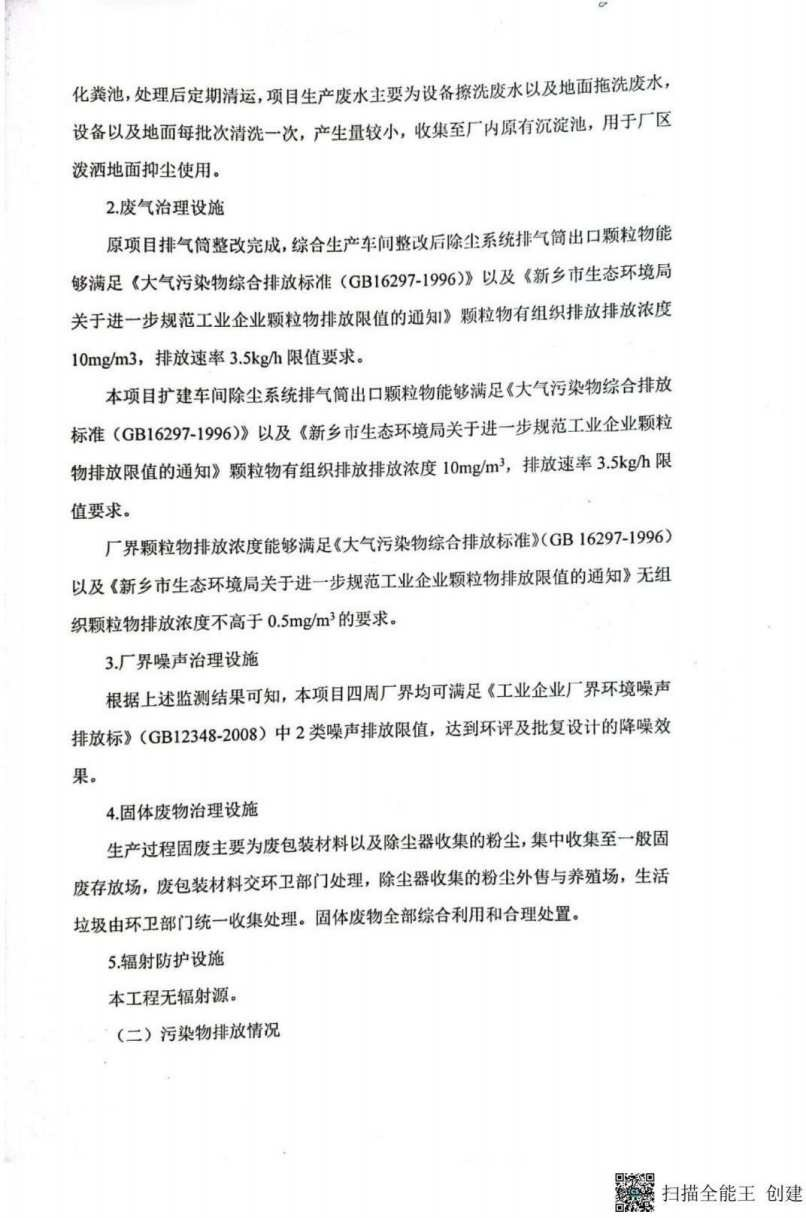 化粪池，处理后定期清运，项目生产废水主要为设备擦洗废水以及地面拖洗废水，
设备以及地面每批次清洗一次，产生量较小，收集至厂内原有沉淀池，用于厂区
泼洒地面抑尘使用。
2.废气治理设施
原项目排气筒整改完成，综合生产车间整改后除尘系统排气筒出口颗粒物能
够满足《大气污染物综合排放标准（GB16297-1996）》以及《新乡市生态环境局
关于进一步规范工业企业颗粒物排放限值的通知》颗粒物有组织排放排放浓度
10mg/m3，排放速率 3.5kg/h 限值要求。
本项目扩建车间除尘系统排气筒出口颗粒物能够满足《大气污染物综合排放
标准（GB16297-1996）》以及《新乡市生态环境局关于进一步规范工业企业颗粒
物排放限值的通知》颗粒物有组织排放排放浓度 10mg/m³，排放速率 3.5kg/h 限
值要求。
厂界颗粒物排放浓度能够满足《大气污染物综合排放标准》（GB 16297-1996）
以及《新乡市生态环境局关于进一步规范工业企业颗粒物排放限值的通知》无组
织颗粒物排放浓度不高于 0.5mg/m³ 的要求。
3.厂界噪声治理设施
根据上述监测结果可知，本项目四周厂界均可满足《工业企业厂界环境噪声
排放标》（GB12348-2008）中 2 类噪声排放限值，达到环评及批复设计的降噪效
果。
4.固体废物治理设施
生产过程固废主要为废包装材料以及除尘器收集的粉尘，集中收集至一般固
废存放场，废包装材料交环卫部门处理，除尘器收集的粉尘外售与养殖场，生活
垃圾由环卫部门统一收集处理。固体废物全部综合利用和合理处置。
5.辐射防护设施
本工程无辐射源。
（二）污染物排放情况
扫描全能王 创建